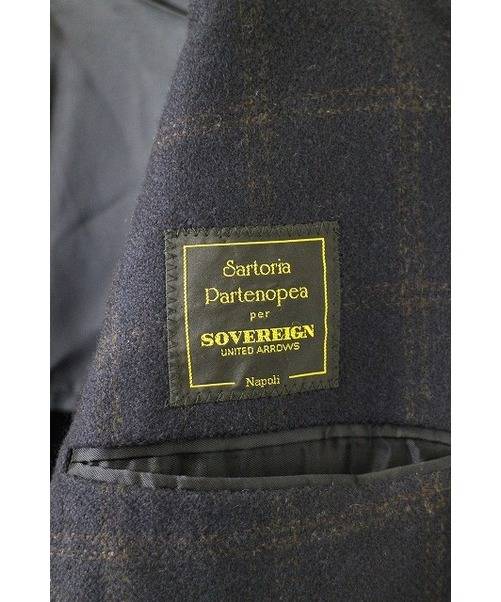 Sartoria
Partenopea
per
SOVEREIGN
UNITED ARROWS
Napoli